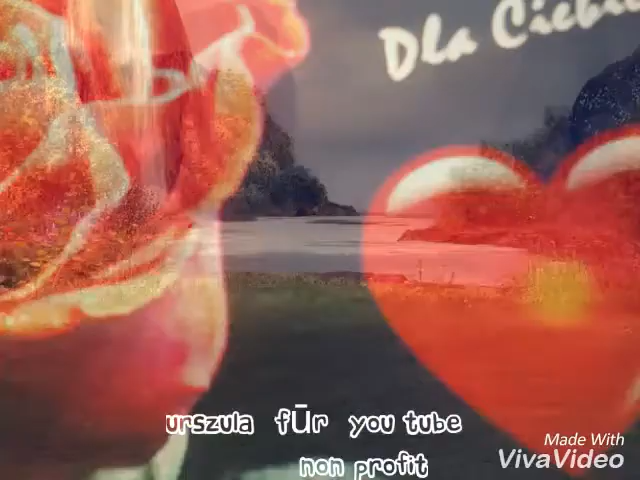 Dla Ciebie
urszula fūr you tube
non profit
Made With
VivaVideo